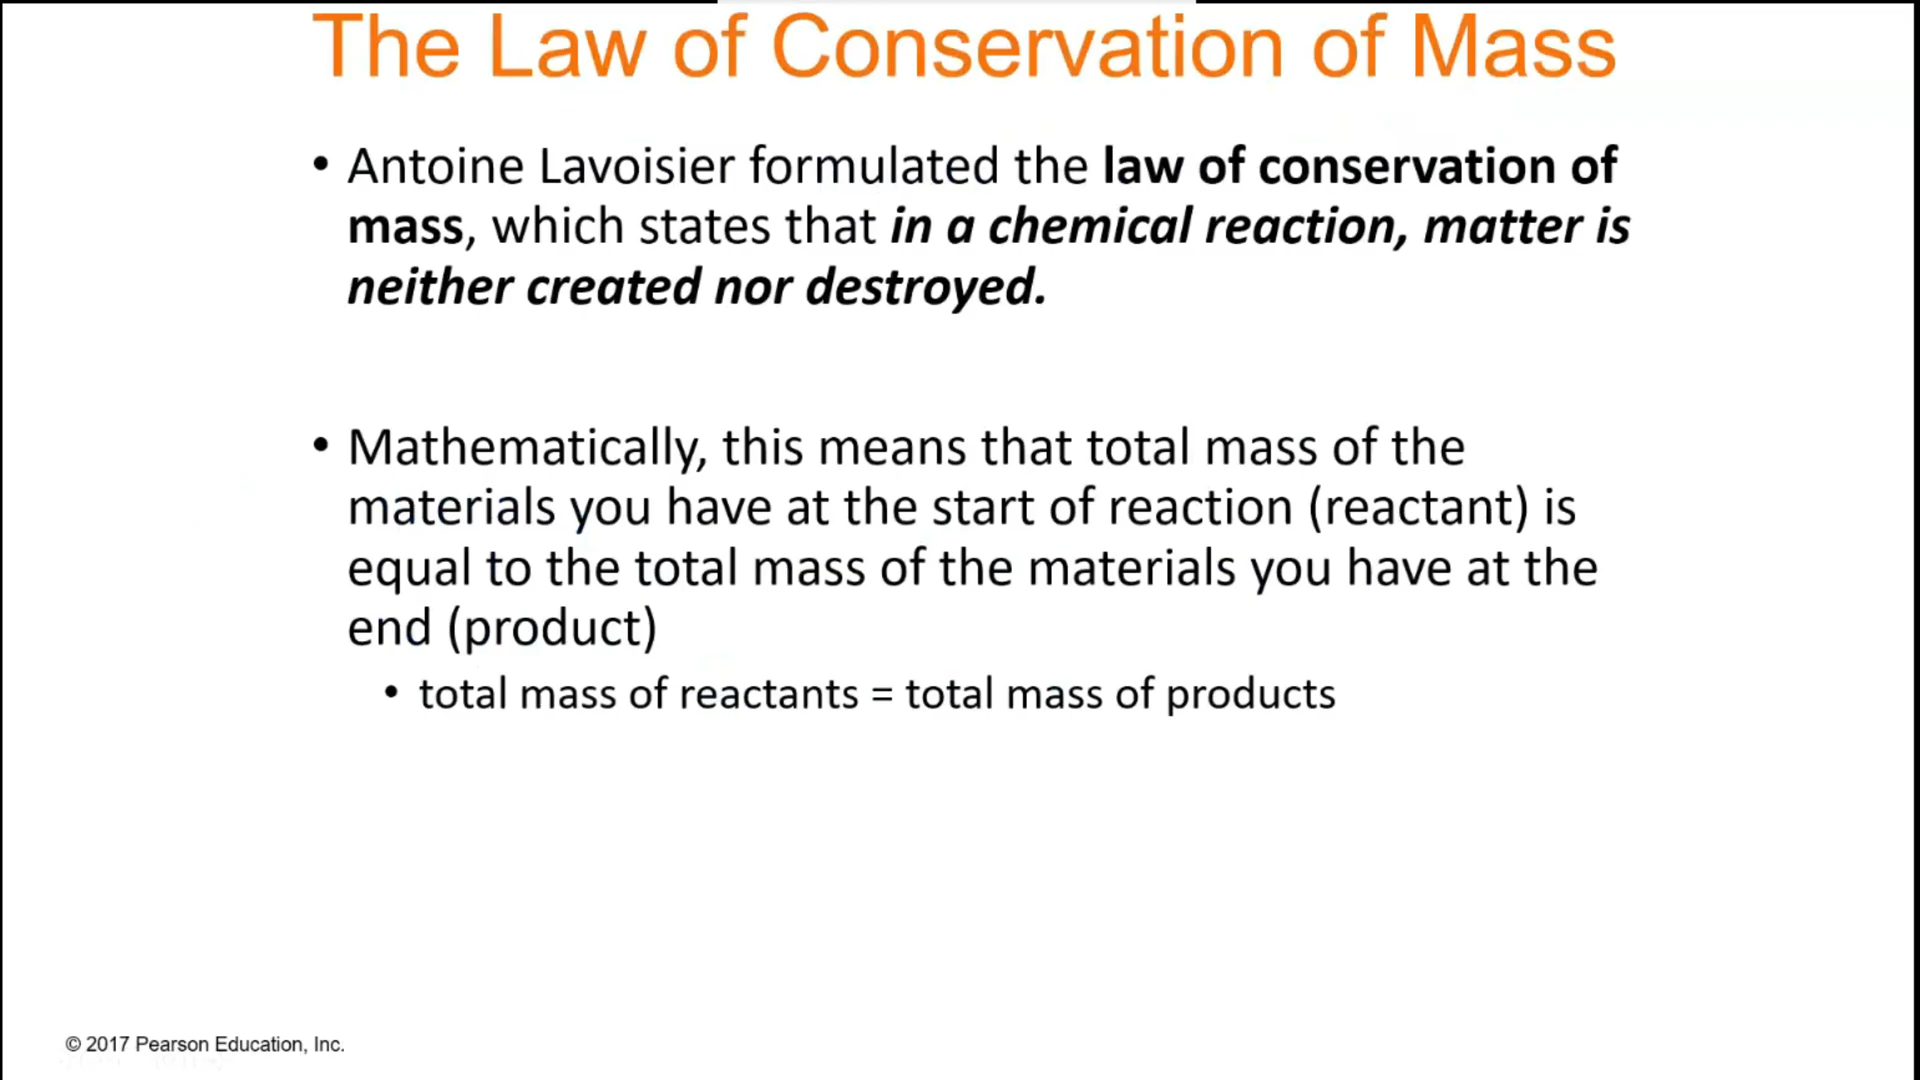 The Law of Conservation of Mass
• Antoine Lavoisier formulated the law of conservation of
mass, which states that in a chemical reaction, matter is
neither created nor destroyed.
• Mathematically, this means that total mass of the
materials you have at the start of reaction (reactant) is
equal to the total mass of the materials you have at the
end (product)
• total mass of reactants = total mass of products
© 2017 Pearson Education, Inc.